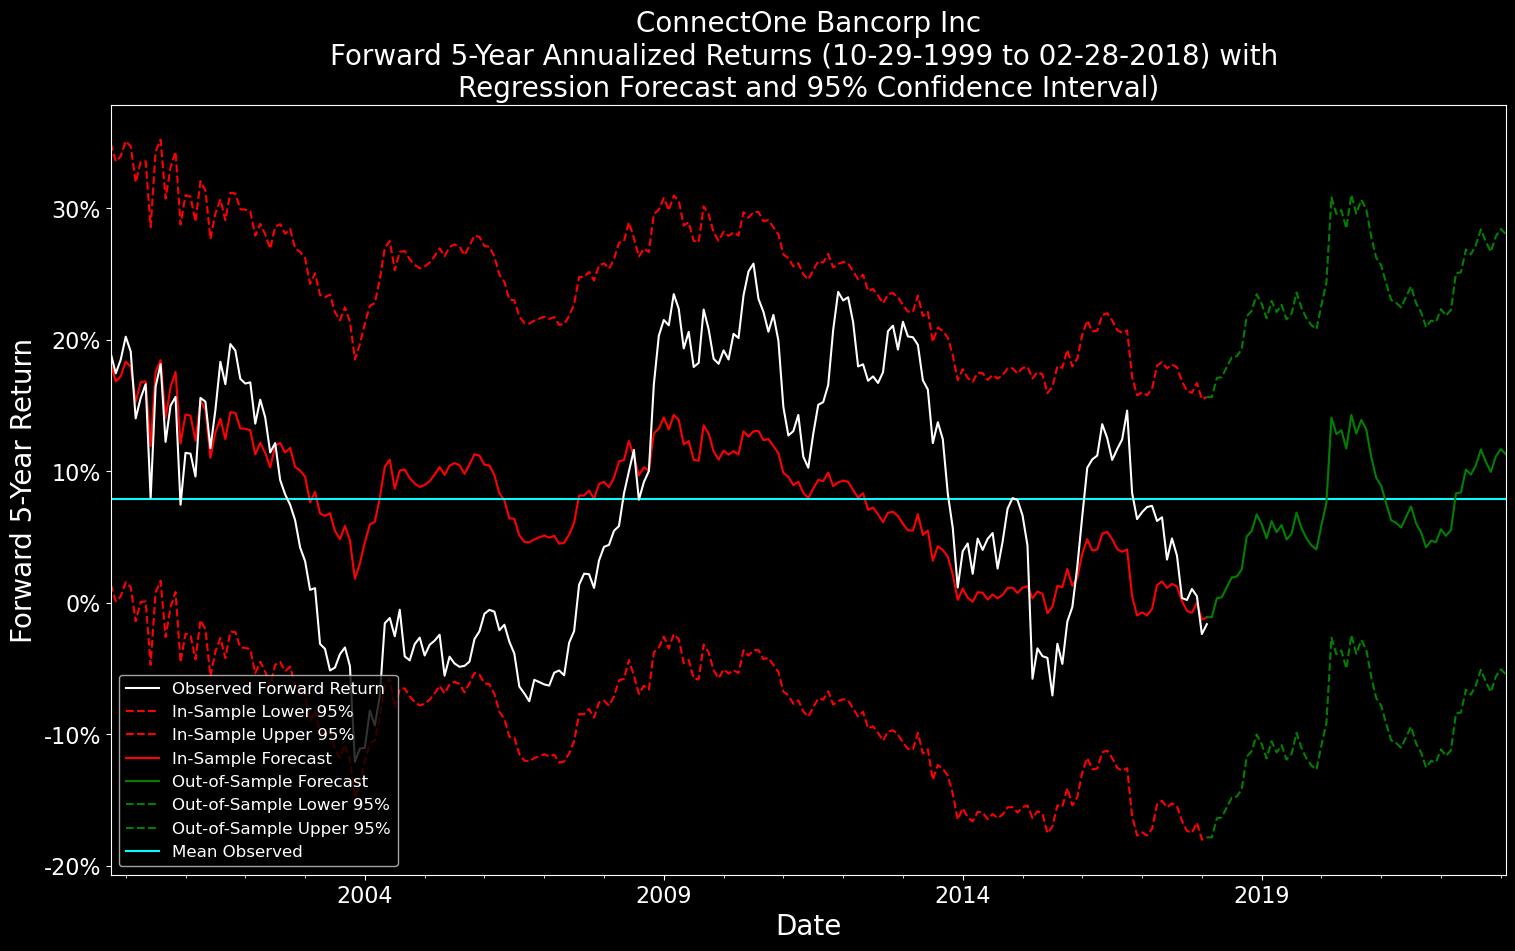 ConnectOne Bancorp Inc
Forward 5-Year Annualized Returns (10-29-1999 to 02-28-2018) with
Regression Forecast and 95% Confidence Interval)
Forward 5-Year Return
30%
20%
10%
0%
-10%
-20%
Observed Forward Return
In-Sample Lower 95%
In-Sample Upper 95%
In-Sample Forecast
Out-of-Sample Forecast
Out-of-Sample Lower 95%
Out-of-Sample Upper 95%
Mean Observed
2004 2009 2014 2019
Date